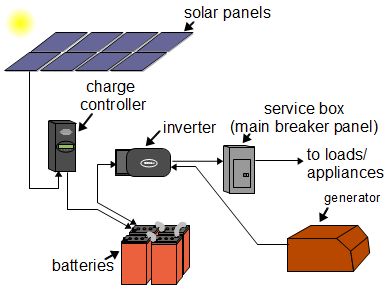 solar panels
charge
controller
inverter
service box
(main breaker panel)
to loads/
appliances
generator
batteries